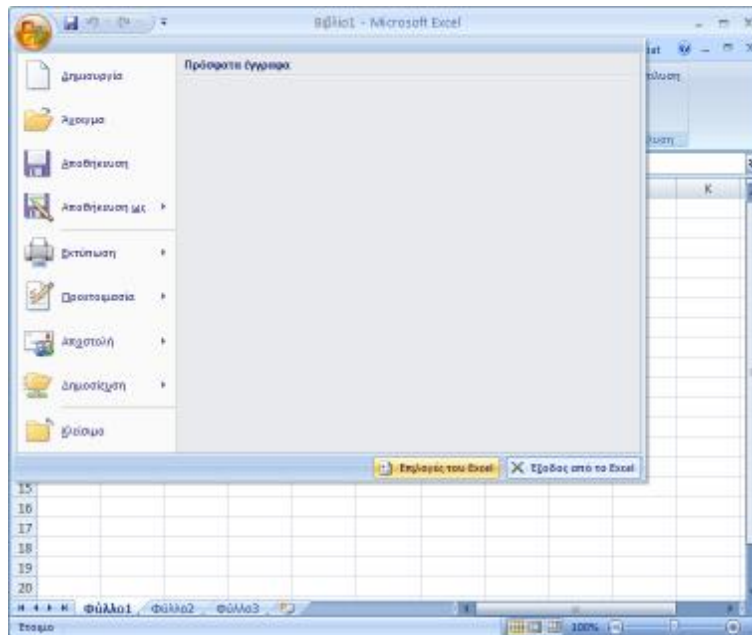 Βιβλίο1 - Microsoft Excel
Δημιουργία
Άνοιγμα
Αποθήκευση
Αποθήκευση ως
Εκτύπωση
Προετοιμασία
Αποστολή
Δημοσίευση
Κλείσιμο
Πρόσφατα έγγραφα
Επιλογές του Excel
Έξοδος από το Excel
K
15
16
17
18
19
20
Φύλλο1 Φύλλο2 Φύλλο3
Έτοιμο
100%